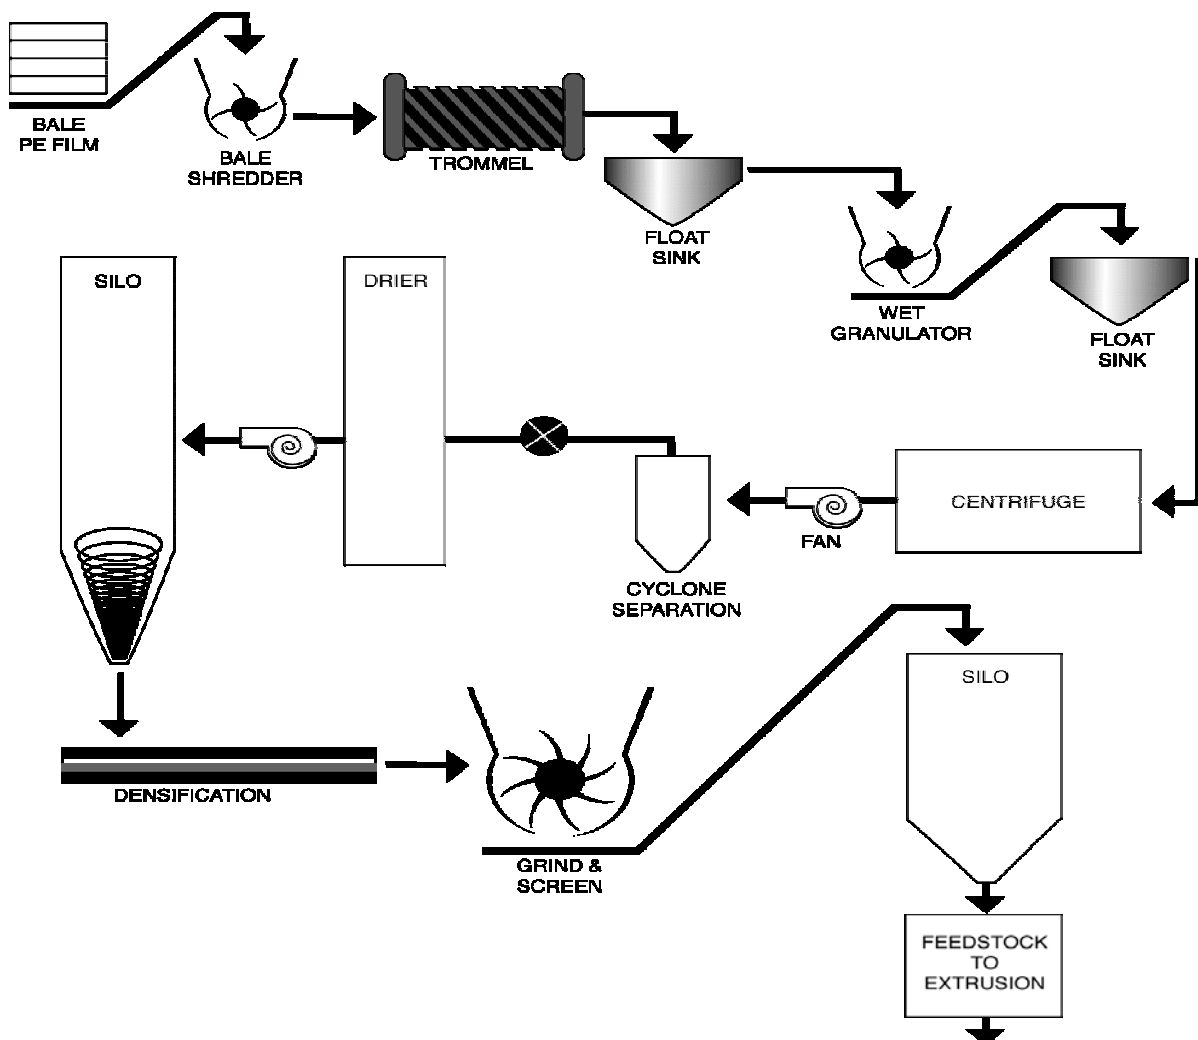 BALE
PE FILM
BALE
SHREDDER
TROMMEL
FLOAT
SINK
WET
GRANULATOR
FLOAT
SINK
SILO
DRIER
CENTRIFUGE
FAN
CYCLONE
SEPARATION
DENSIFICATION
GRIND &
SCREEN
SILO
FEEDSTOCK
TO
EXTRUSION